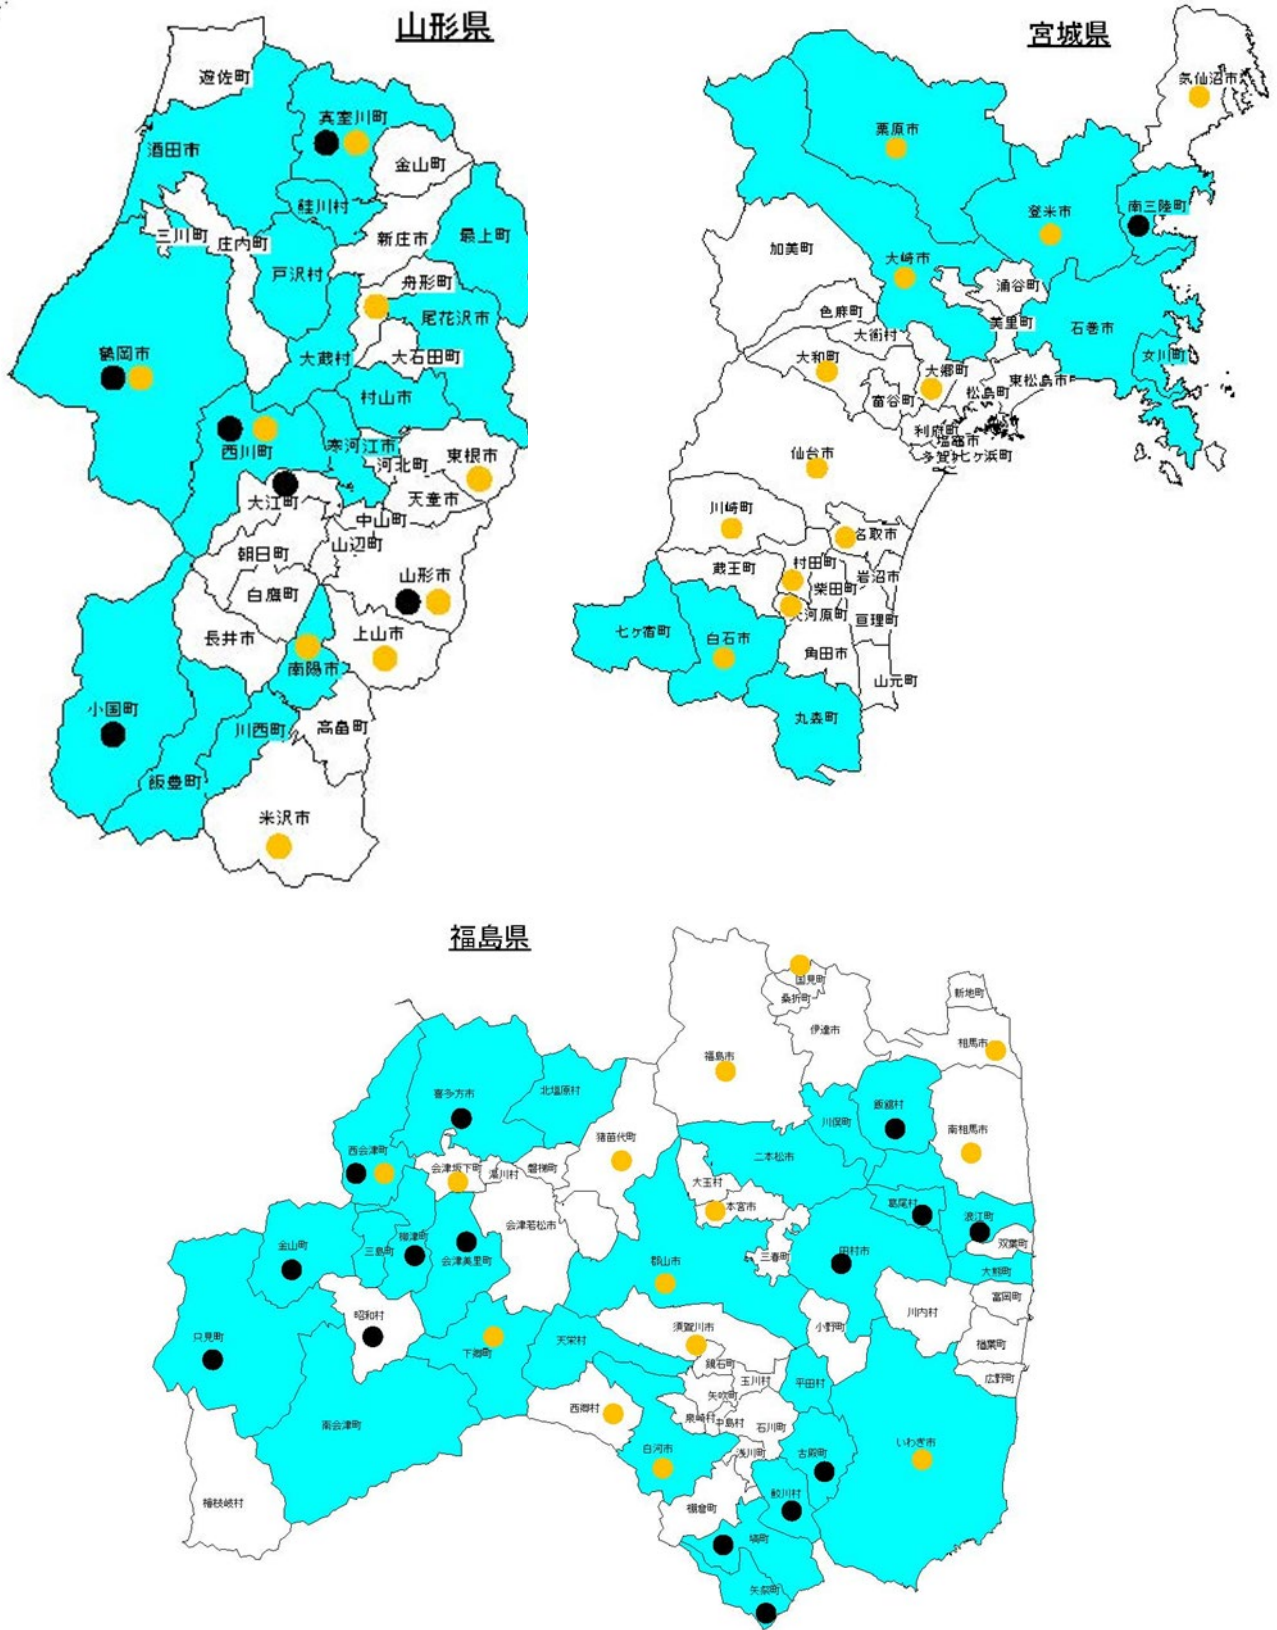 山形県
遊佐町
真室川町
酒田市
金山町
鮭川村
三川町
庄内町
新庄市
最上町
戸沢村
舟形町
尾花沢市
鶴岡市
大蔵村
大石田町
村山市
西川町
寒河江市
河北町
東根市
大江町
天童市
中山町
朝日町
山辺町
山形市
白鷹町
長井市
上山市
南陽市
小国町
川西町
高畠町
飯豊町
米沢市
宮城県
気仙沼市
栗原市
登米市
南三陸町
加美町
大崎市
涌谷町
色麻町
美里町
石巻市
大衡村
大和町
大郷町
女川町
富谷町
松島町
東松島市
利府町
塩竈市
多賀
七ヶ浜町
仙台市
川崎町
名取市
蔵王町
村田町
柴田町
岩沼市
大河原町
亘理町
七ヶ宿町
白石市
角田市
山元町
丸森町
福島県
国見町
桑折町
新地町
伊達市
相馬市
福島市
喜多方市
北塩原村
飯舘村
川俣町
猪苗代町
南相馬市
西会津町
会津坂下町
湯川村
磐梯町
二本松市
大玉村
本宮市
葛尾村
浪江町
会津若松市
双葉町
金山町
三島町
柳津町
会津美里町
郡山市
三春町
田村市
大熊町
富岡町
昭和村
川内村
只見町
下郷町
天栄村
須賀川市
小野町
楢葉町
鏡石町
玉川村
平田村
広野町
矢吹町
西郷村
泉崎村
中島村
石川町
南会津町
白河市
浅川町
古殿町
いわき市
檜枝岐村
棚倉町
鮫川村
塙町
矢祭町